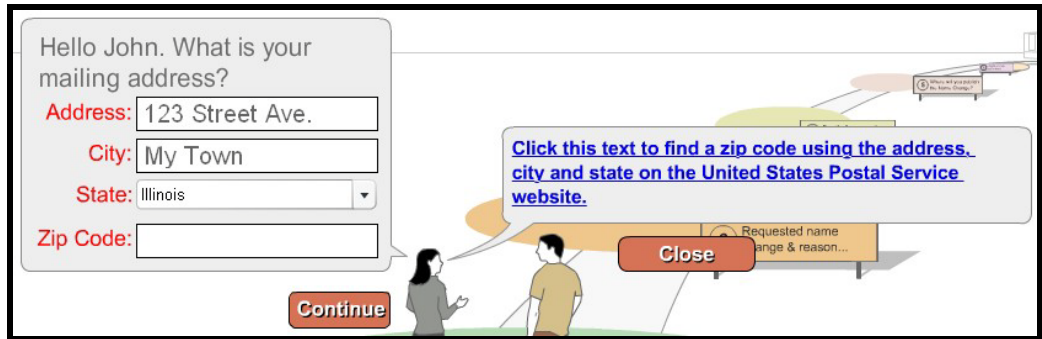 Hello John. What is your
mailing address?
Address: 123 Street Ave.
City: My Town
State: Illinois
Zip Code:
Continue
Click this text to find a zip code using the address,
city and state on the United States Postal Service
website.
Close
Requested name
ange & reason...